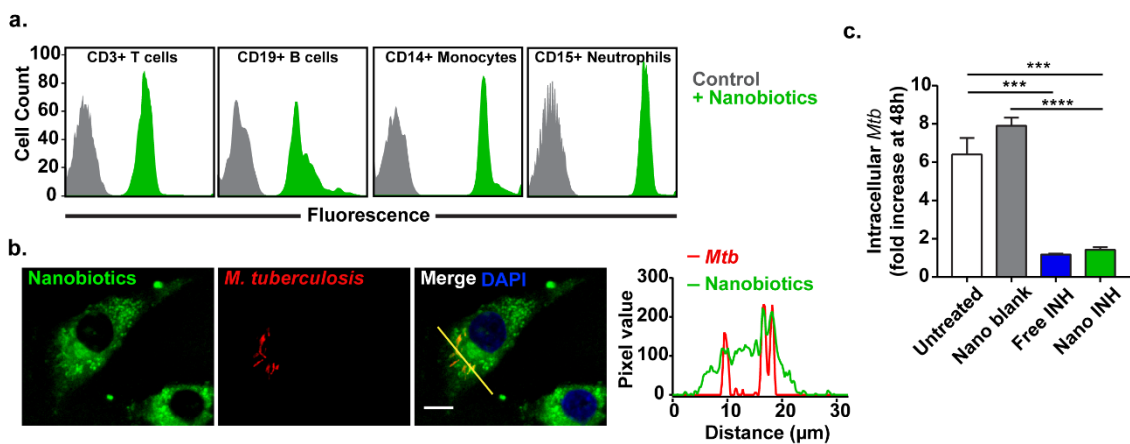 a.
CD3+ T cells
CD19+ B cells
CD14+ Monocytes
CD15+ Neutrophils
100
80
60
40
20
0
Cell Count
Fluorescence
Control
+ Nanobiotics
b.
Nanobiotics
M. tuberculosis
Merge DAPI
Mtb
Nanobiotics
300
200
100
0
Pixel value
0 10 20 30
Distance (µm)
c.
***
***
****
10
8
6
4
2
0
Intracellular Mtb
(fold increase at 48h)
Untreated
Nano blank
Free INH
Nano INH